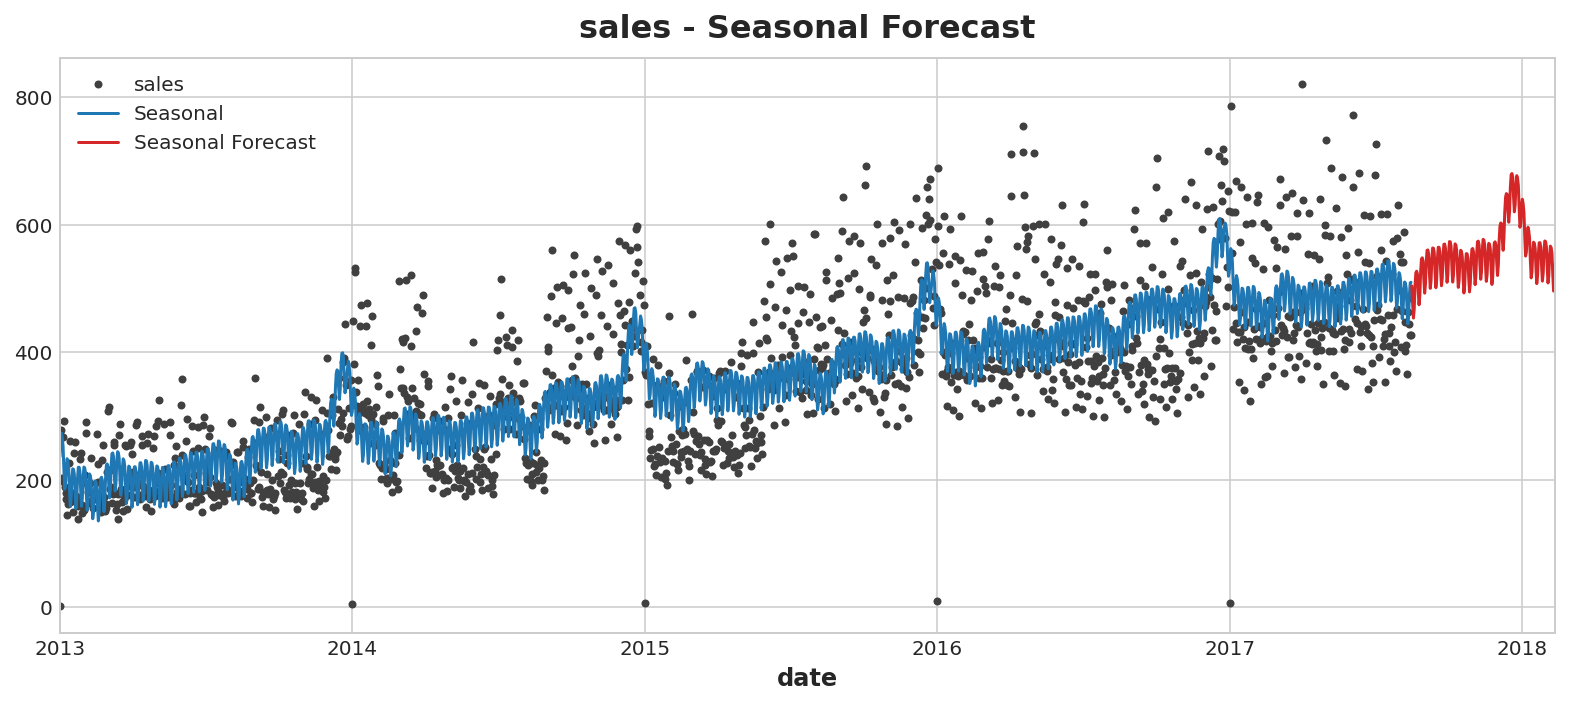 sales - Seasonal Forecast
sales
Seasonal
Seasonal Forecast
800
600
400
200
0
2013 2014 2015 2016 2017 2018
date